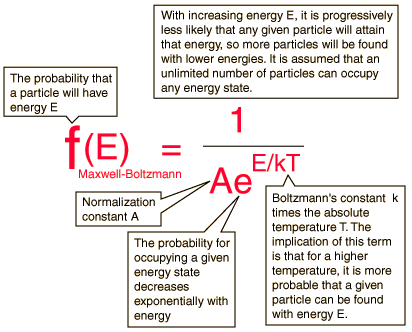 With increasing energy E, it is progressively
less likely that any given particle will attain
that energy, so more particles will be found
with lower energies. It is assumed that an
unlimited number of particles can occupy
any energy state.
The probability that
a particle will have
energy E
f(E) = 1
Ae^E/kT
Maxwell-Boltzmann
Normalization
constant A
The probability for
occupying a given
energy state
decreases
exponentially with
energy
Boltzmann's constant k
times the absolute
temperature T. The
implication of this term
is that for a higher
temperature, it is more
probable that a given
particle can be found
with energy E.